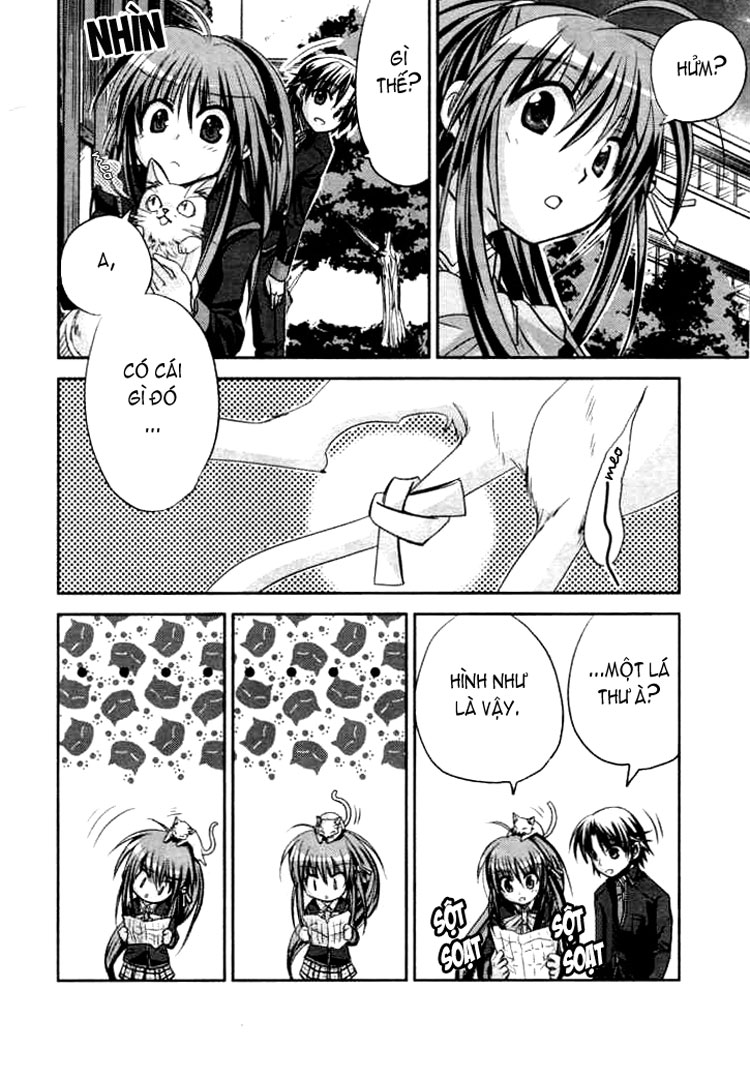 HỬM?
GÌ
THẾ?
NHÌN
meo
A,
CÓ CÁI
GÌ ĐÓ
...
meo
...MỘT LÁ
THƯ À?
HÌNH NHƯ
LÀ VẬY.
SỘT
SOẠT
SỘT
SOẠT